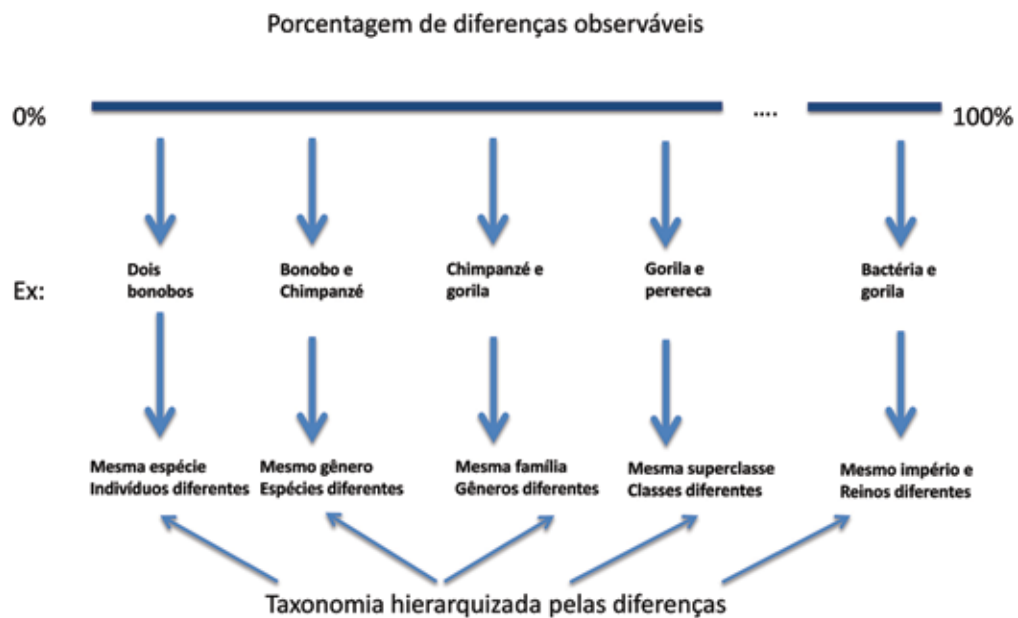 Porcentagem de diferenças observáveis
0%
....
100%
Ex:
Dois
bonobos
Bonobo e
Chimpanzé
Chimpanzé e
gorila
Gorila e
perereca
Bactéria e
gorila
Mesma espécie
Indivíduos diferentes
Mesmo gênero
Espécies diferentes
Mesma família
Gêneros diferentes
Mesma superclasse
Classes diferentes
Mesmo império e
Reinos diferentes
Taxonomia hierarquizada pelas diferenças